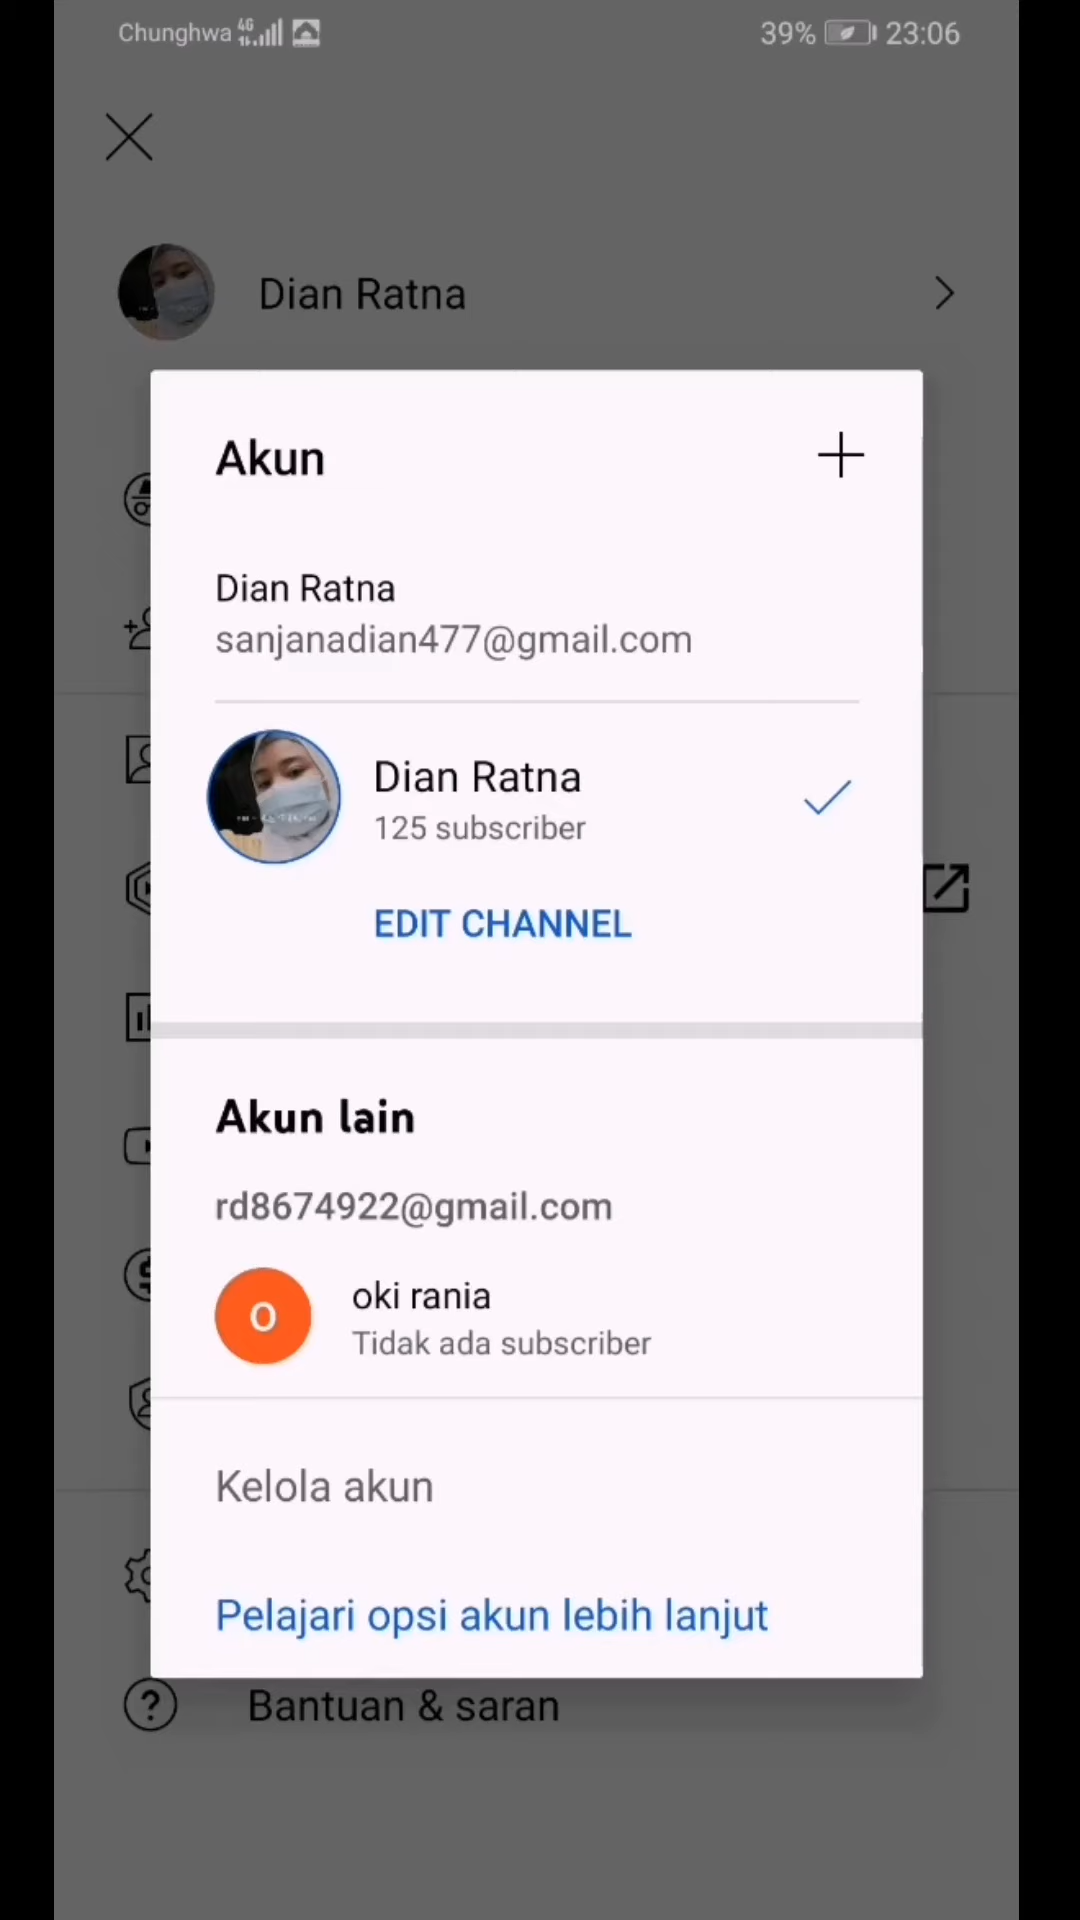 Chunghwa 4G 39% 23:06
Dian Ratna
Akun
Dian Ratna
sanjanadian477@gmail.com
Dian Ratna
125 subscriber
EDIT CHANNEL
Akun lain
rd8674922@gmail.com
O
oki rania
Tidak ada subscriber
Kelola akun
Pelajari opsi akun lebih lanjut
Bantuan & saran